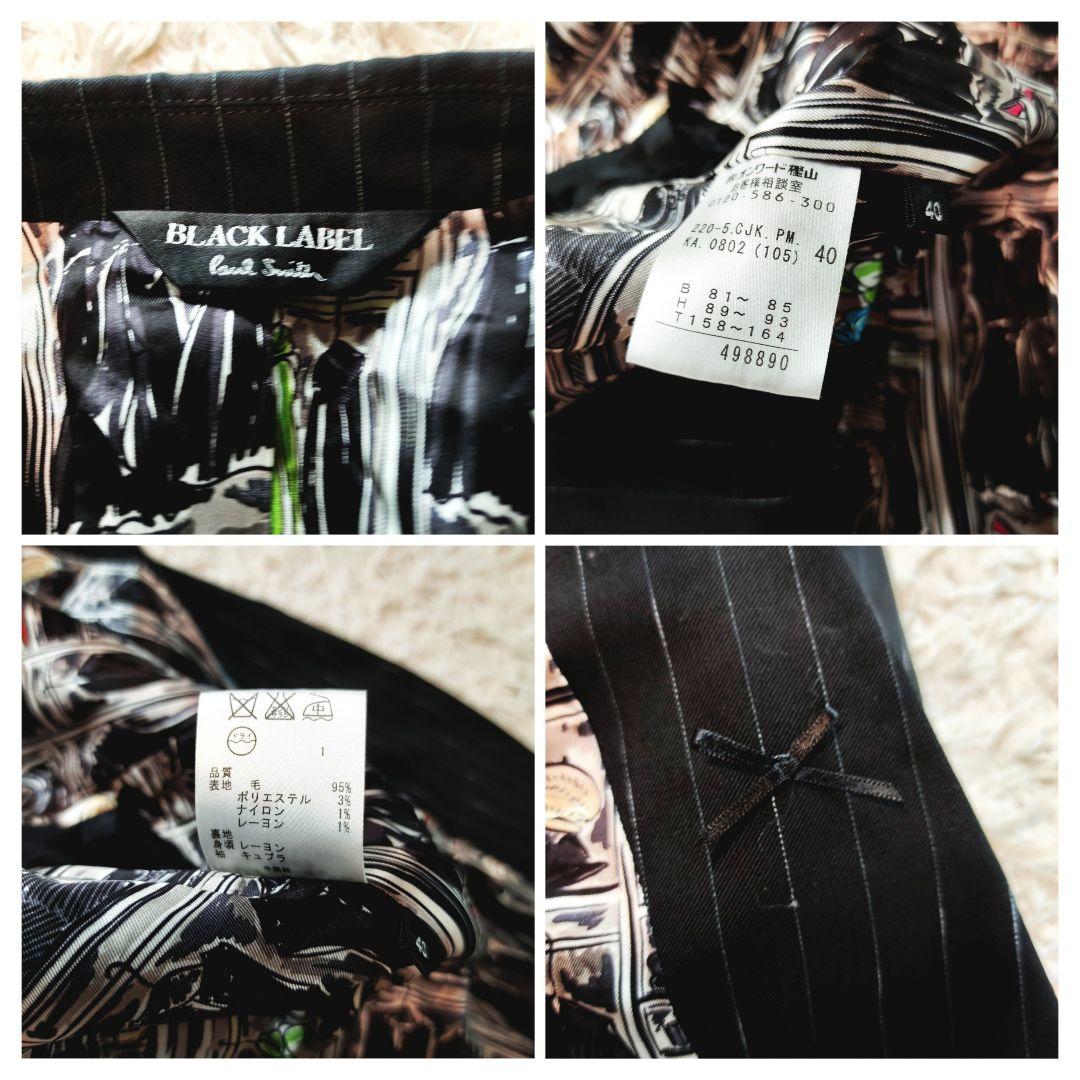 BLACK LABEL
Paul Smith
㈱オンワード樫山
お客様相談室
0120-586-300
220-5.CJK.PM.
KA.0802(105) 40
B 81〜 85
H 89〜 93
T158〜164
498890
40
中
ドライ
1
品質
表地 毛 95%
ポリエステル 3%
ナイロン 1%
レーヨン 1%
裏地
身頃 レーヨン
袖 キュプラ
40